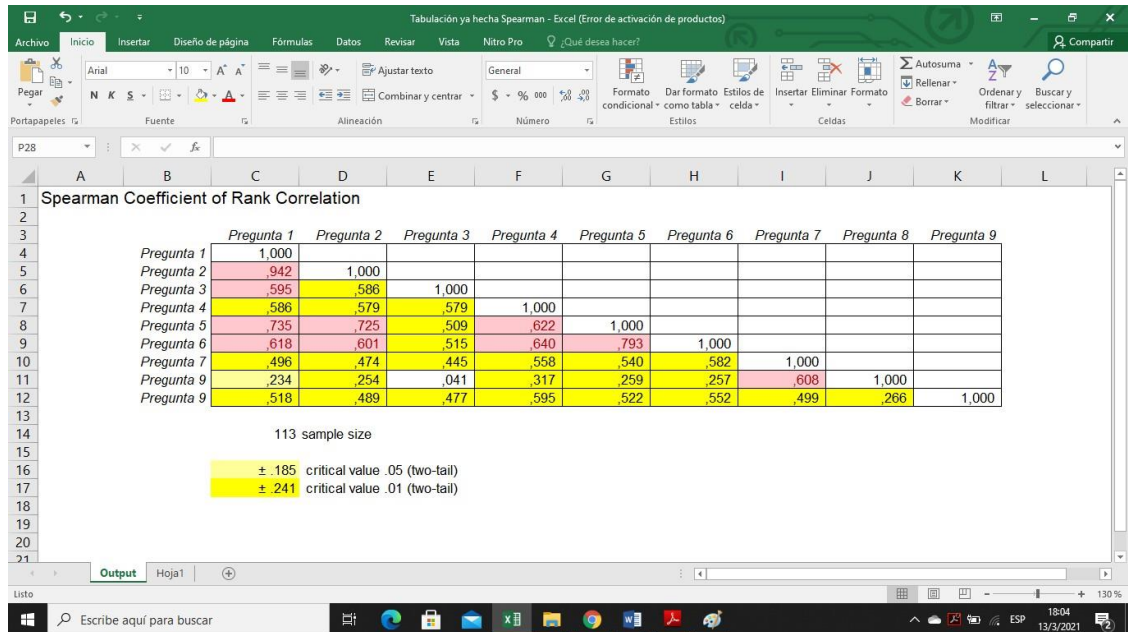 Tabulación ya hecha Spearman - Excel (Error de activación de productos)
Archivo Inicio Insertar Diseño de página Fórmulas Datos Revisar Vista Nitro Pro ¿Qué desea hacer? Compartir
Pegar
Arial 10 A A
N K S A
Ajustar texto
Combinar y centrar
General
$ % 000
Formato condicional
Dar formato como tabla
Estilos de celda
Insertar Eliminar Formato
Autosuma
Rellenar
Borrar
Ordenar y filtrar
Buscar y seleccionar
Portapapeles Fuente Alineación Número Estilos Celdas Modificar
P28 fx
A B C D E F G H I J K L
1 Spearman Coefficient of Rank Correlation
2
3 Pregunta 1 Pregunta 2 Pregunta 3 Pregunta 4 Pregunta 5 Pregunta 6 Pregunta 7 Pregunta 8 Pregunta 9
4 Pregunta 1 1,000
5 Pregunta 2 ,942 1,000
6 Pregunta 3 ,595 ,586 1,000
7 Pregunta 4 ,586 ,579 ,579 1,000
8 Pregunta 5 ,735 ,725 ,509 ,622 1,000
9 Pregunta 6 ,618 ,601 ,515 ,640 ,793 1,000
10 Pregunta 7 ,496 ,474 ,445 ,558 ,540 ,582 1,000
11 Pregunta 9 ,234 ,254 ,041 ,317 ,259 ,257 ,608 1,000
12 Pregunta 9 ,518 ,489 ,477 ,595 ,522 ,552 ,499 ,266 1,000
13
14 113 sample size
15
16 ± .185 critical value .05 (two-tail)
17 ± .241 critical value .01 (two-tail)
18
19
20
21
Output Hoja1
Listo 130 %
Escribe aquí para buscar
ESP
18:04
13/3/2021